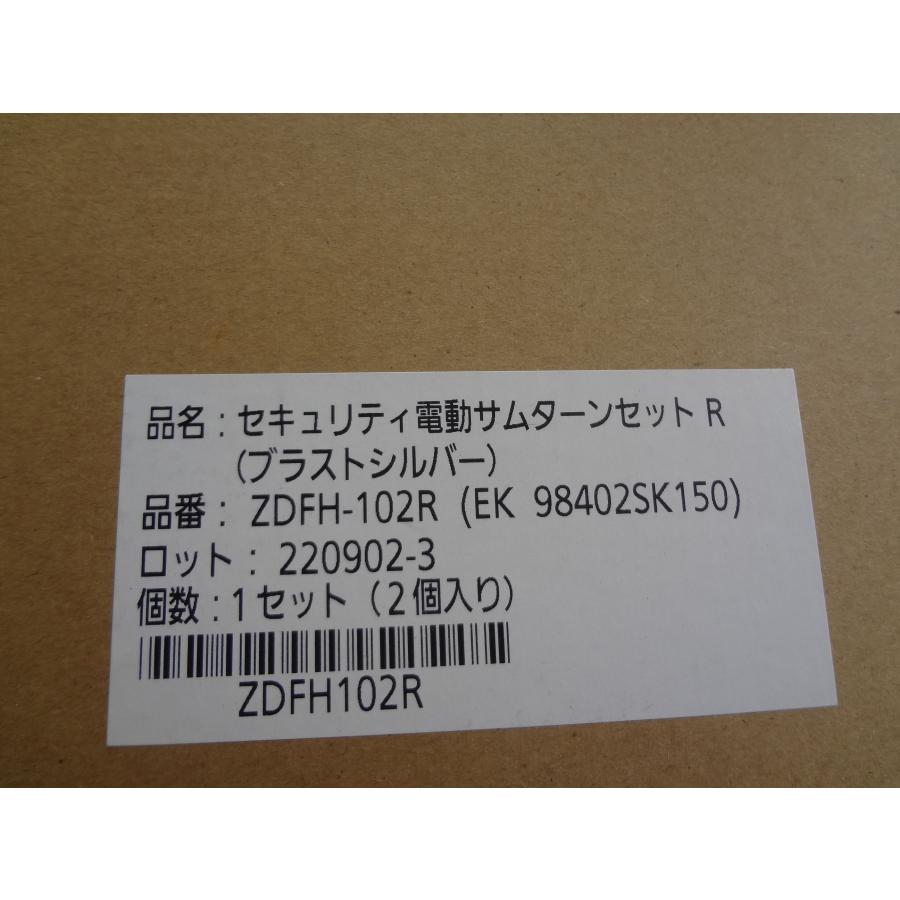 品名：セキュリティ電動サムターンセット R
（ブラストシルバー）
品番： ZDFH-102R (EK 98402SK150)
ロット： 220902-3
個数：1セット（2個入り）
ZDFH102R